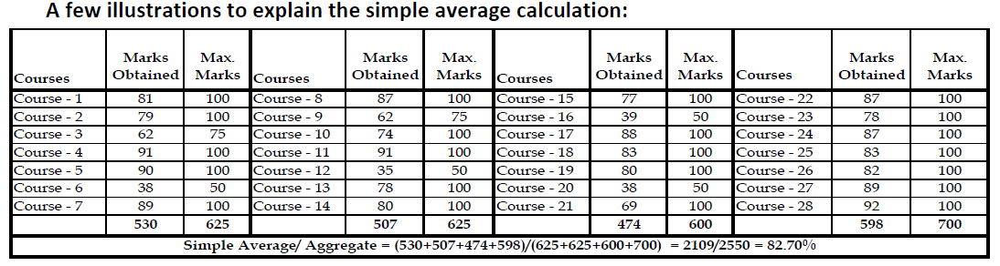 A few illustrations to explain the simple average calculation:
Courses Marks Obtained Max. Marks Courses Marks Obtained Max. Marks Courses Marks Obtained Max. Marks Courses Marks Obtained Max. Marks
Course - 1 81 100 Course - 8 87 100 Course - 15 77 100 Course - 22 87 100
Course - 2 79 100 Course - 9 62 75 Course - 16 39 50 Course - 23 78 100
Course - 3 62 75 Course - 10 74 100 Course - 17 88 100 Course - 24 87 100
Course - 4 91 100 Course - 11 91 100 Course - 18 83 100 Course - 25 83 100
Course - 5 90 100 Course - 12 35 50 Course - 19 80 100 Course - 26 82 100
Course - 6 38 50 Course - 13 78 100 Course - 20 38 50 Course - 27 89 100
Course - 7 89 100 Course - 14 80 100 Course - 21 69 100 Course - 28 92 100
530 625 507 625 474 600 598 700
Simple Average/ Aggregate = (530+507+474+598)/(625+625+600+700) = 2109/2550 = 82.70%